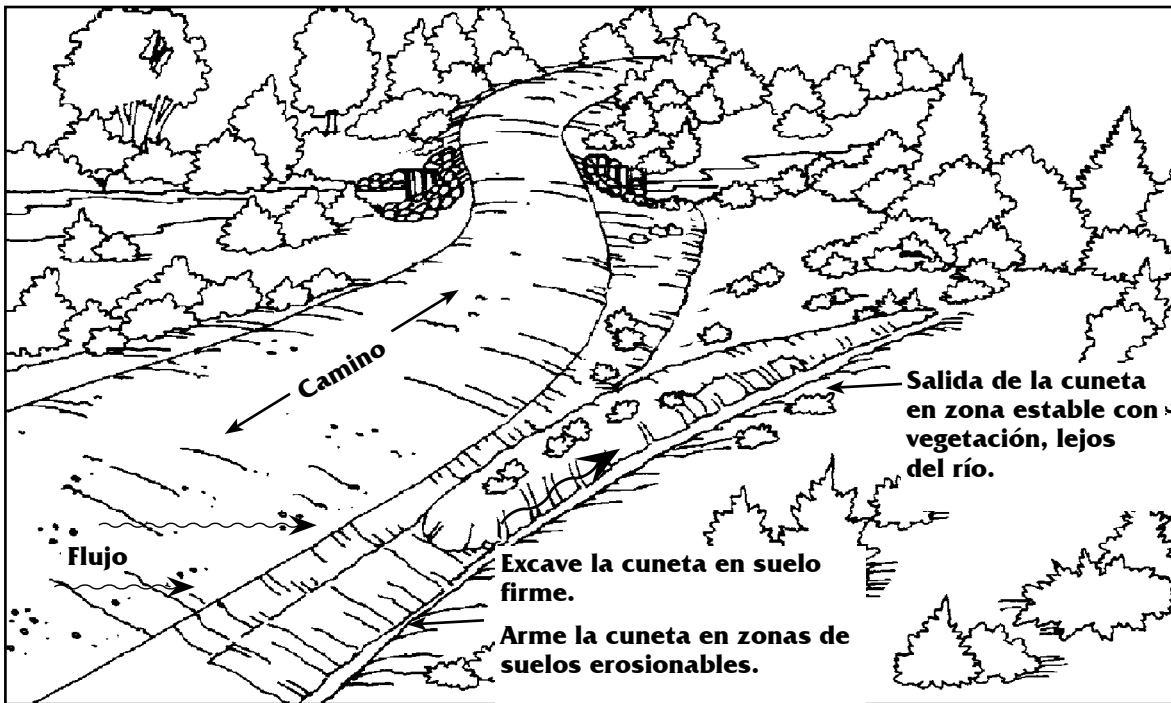 Camino
Salida de la cuneta
en zona estable con
vegetación, lejos
del río.
Flujo
Excave la cuneta en suelo
firme.
Arme la cuneta en zonas de
suelos erosionables.